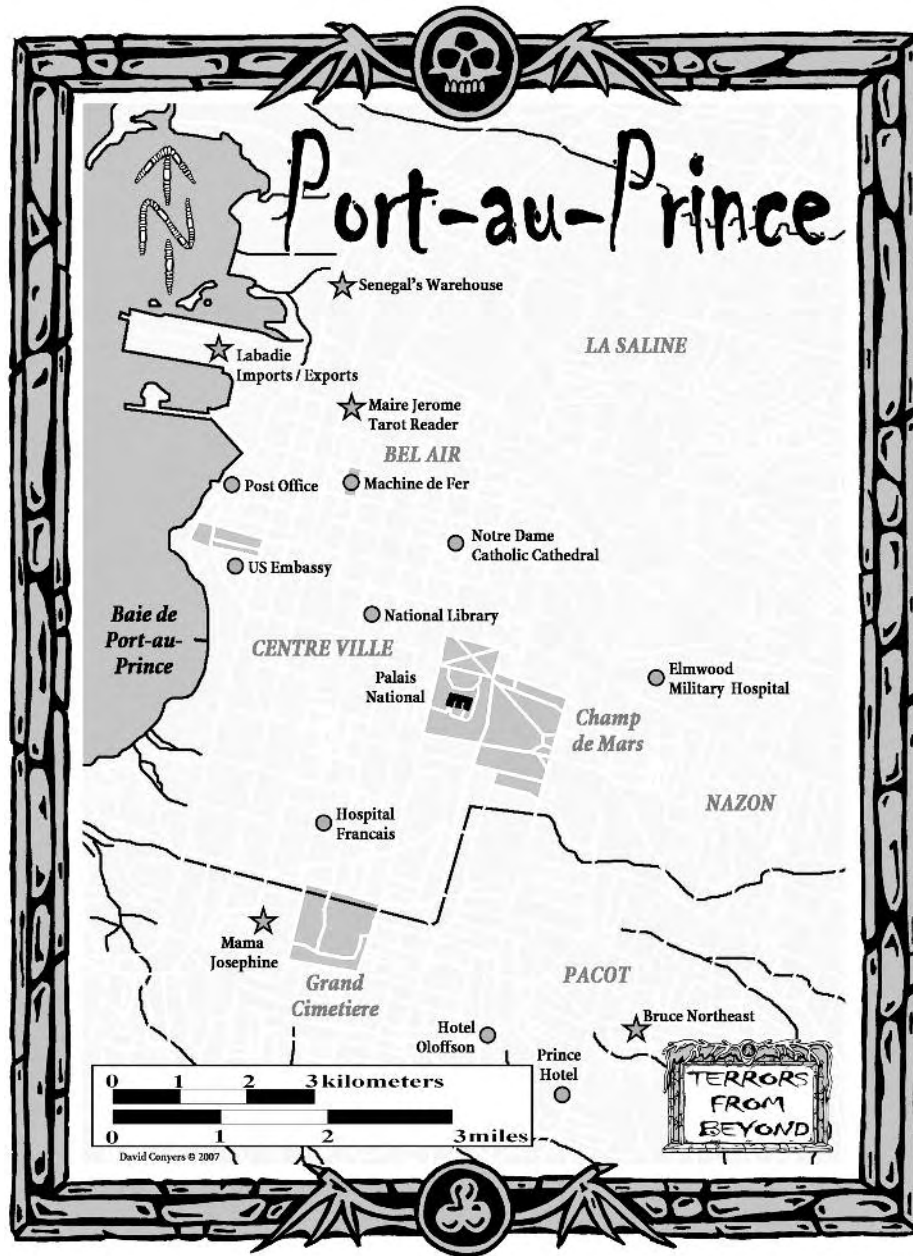 Port-au-Prince
N
Senegal's Warehouse
LA SALINE
Labadie
Imports / Exports
Maire Jerome
Tarot Reader
BEL AIR
Post Office
Machine de Fer
Notre Dame
Catholic Cathedral
US Embassy
Baie de
Port-au-
Prince
National Library
CENTRE VILLE
Palais
National
Elmwood
Military Hospital
Champ
de Mars
NAZON
Hospital
Francais
Mama
Josephine
Grand
Cimetiere
PACOT
Bruce Northeast
Hotel
Oloffson
Prince
Hotel
0 1 2 3 kilometers
0 1 2 3 miles
TERRORS
FROM
BEYOND
David Conyers © 2007